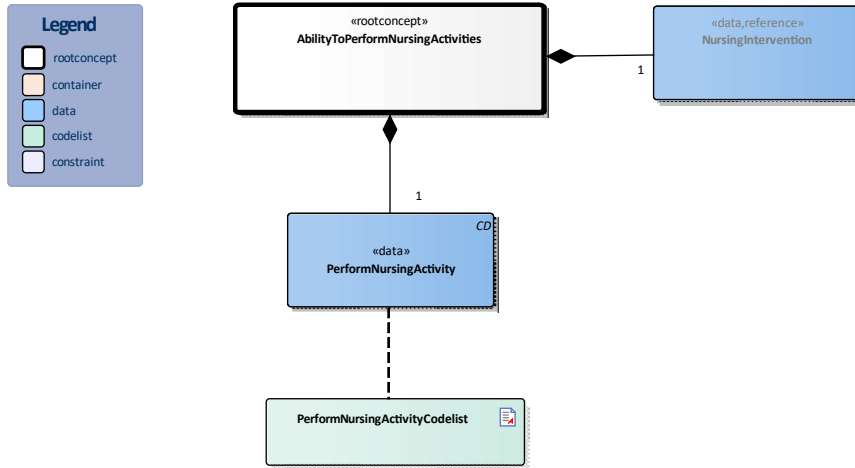 Legend
rootconcept
container
data
codelist
constraint
«rootconcept»
AbilityToPerformNursingActivities
«data,reference»
NursingIntervention
1
1
CD
«data»
PerformNursingActivity
PerformNursingActivityCodelist